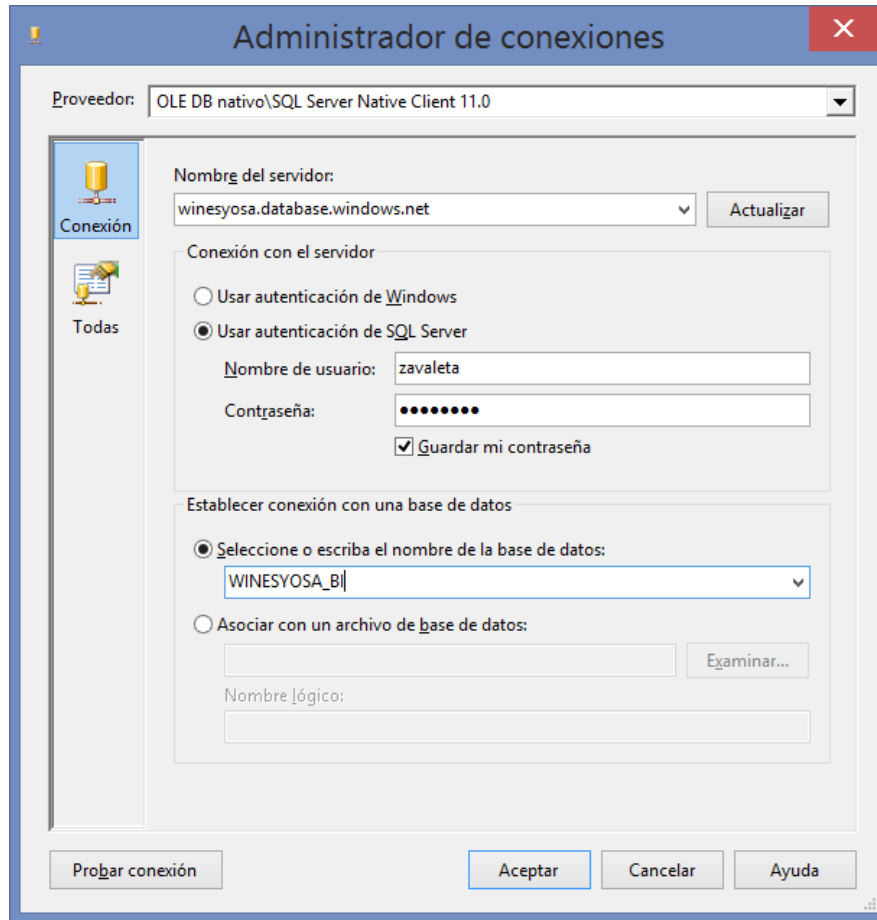 Administrador de conexiones
Proveedor: OLE DB nativo\SQL Server Native Client 11.0
Conexión
Todas
Nombre del servidor:
winesyosa.database.windows.net Actualizar
Conexión con el servidor
Usar autenticación de Windows
Usar autenticación de SQL Server
Nombre de usuario: zavaleta
Contraseña: ●●●●●●●●
Guardar mi contraseña
Establecer conexión con una base de datos
Seleccione o escriba el nombre de la base de datos:
WINESYOSA_BI
Asociar con un archivo de base de datos:
Examinar...
Nombre lógico:
Probar conexión Aceptar Cancelar Ayuda